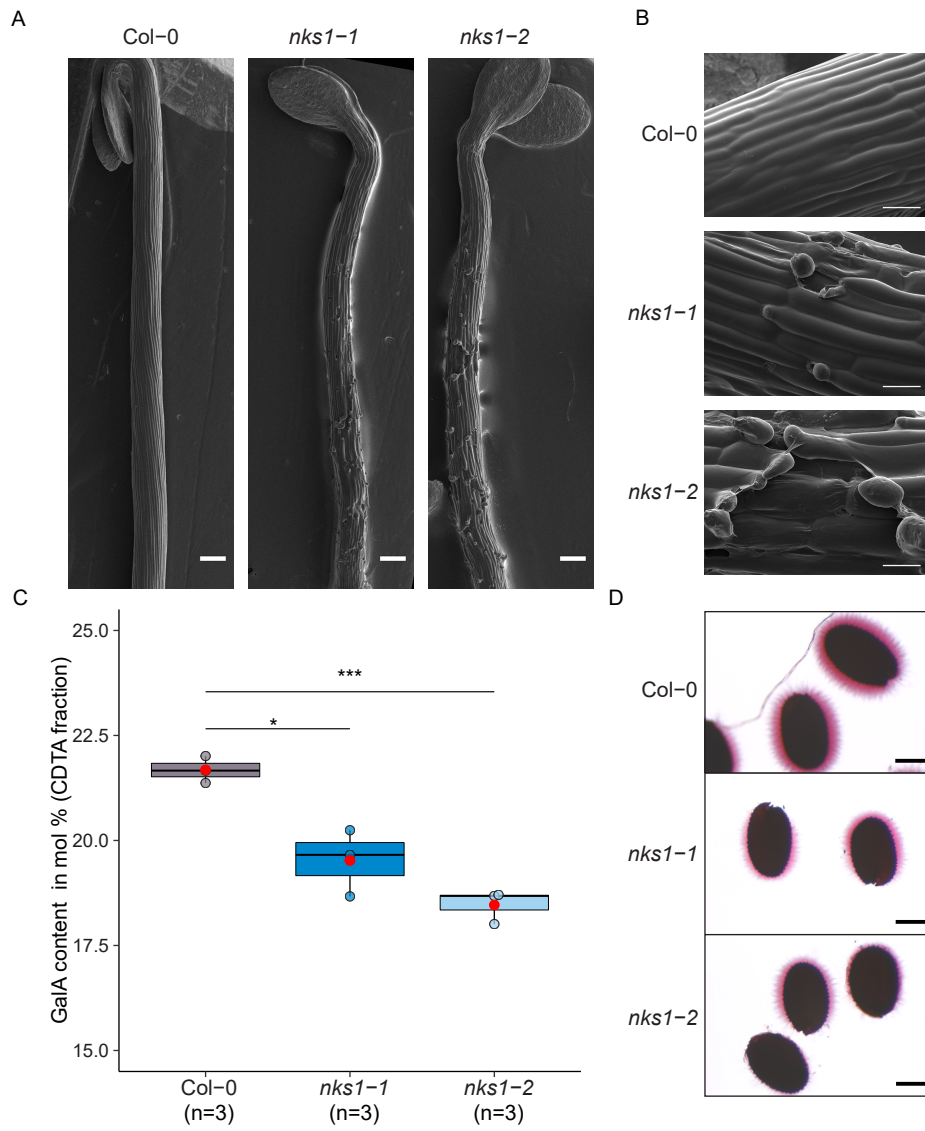 A
Col−0
nks1−1
nks1−2
B
Col−0
nks1−1
nks1−2
C
GalA content in mol % (CDTA fraction)
25.0
22.5
20.0
17.5
15.0
***
*
Col−0
(n=3)
nks1−1
(n=3)
nks1−2
(n=3)
D
Col−0
nks1−1
nks1−2